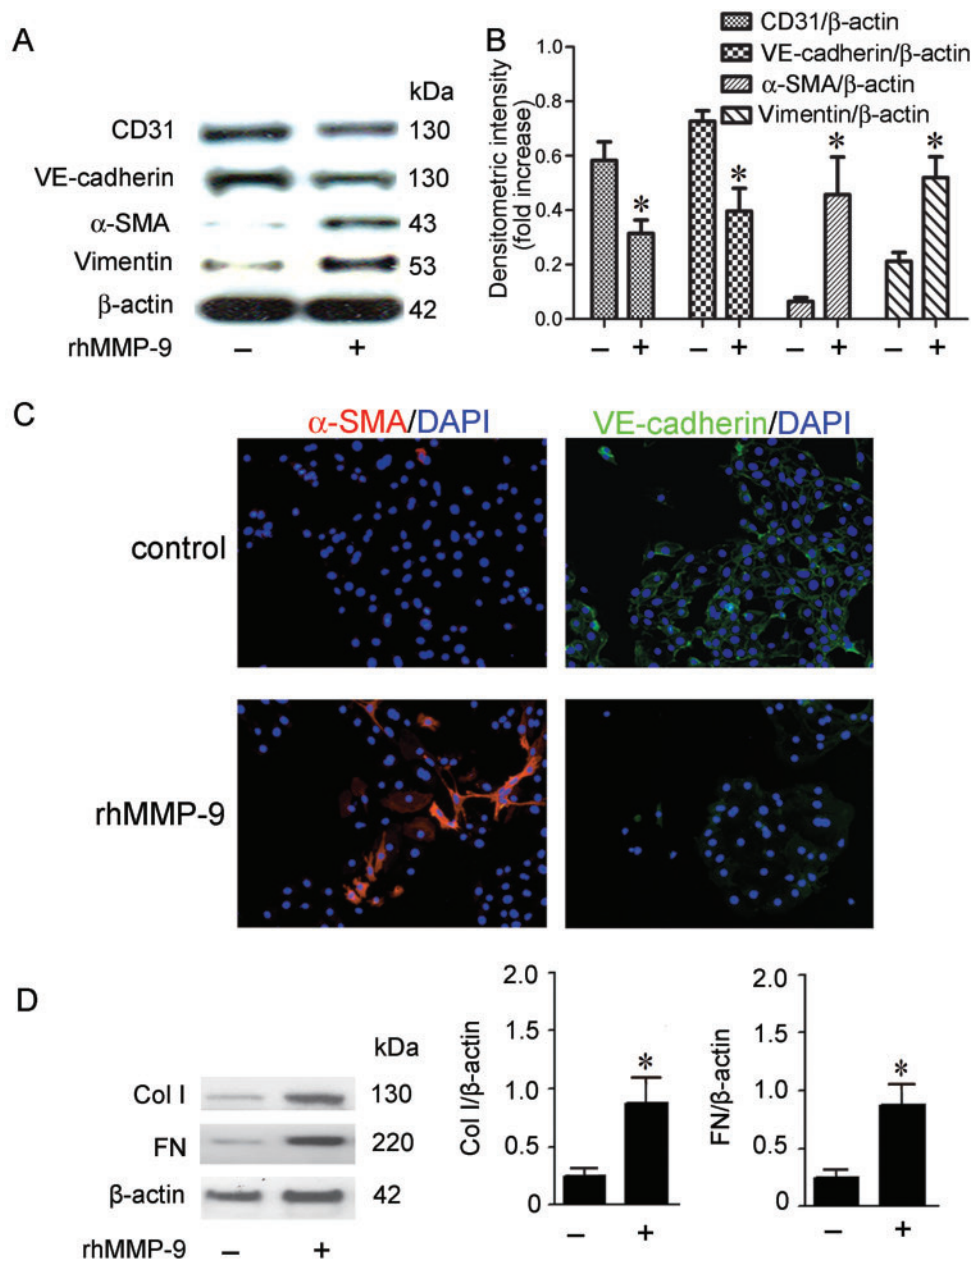 A
kDa
CD31 130
VE-cadherin 130
α-SMA 43
Vimentin 53
β-actin 42
rhMMP-9 – +
B
CD31/β-actin
VE-cadherin/β-actin
α-SMA/β-actin
Vimentin/β-actin
Densitometric intensity
(fold increase)
1.0
0.8
0.6
0.4
0.2
0.0
* * * *
– + – + – + – +
C
α-SMA/DAPI VE-cadherin/DAPI
control
rhMMP-9
D
kDa
Col I 130
FN 220
β-actin 42
rhMMP-9 – +
Col I/β-actin
2.0
1.5
1.0
0.5
0
*
– +
FN/β-actin
2.0
1.5
1.0
0.5
0
*
– +